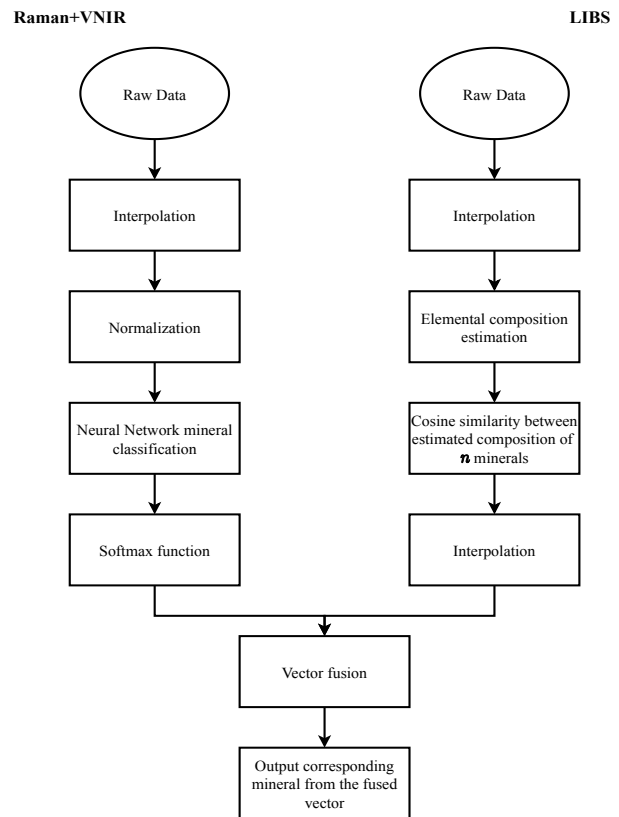 Raman+VNIR
LIBS
Raw Data
Raw Data
Interpolation
Interpolation
Normalization
Elemental composition
estimation
Neural Network mineral
classification
Cosine similarity between
estimated composition of
n minerals
Softmax function
Interpolation
Vector fusion
Output corresponding
mineral from the fused
vector